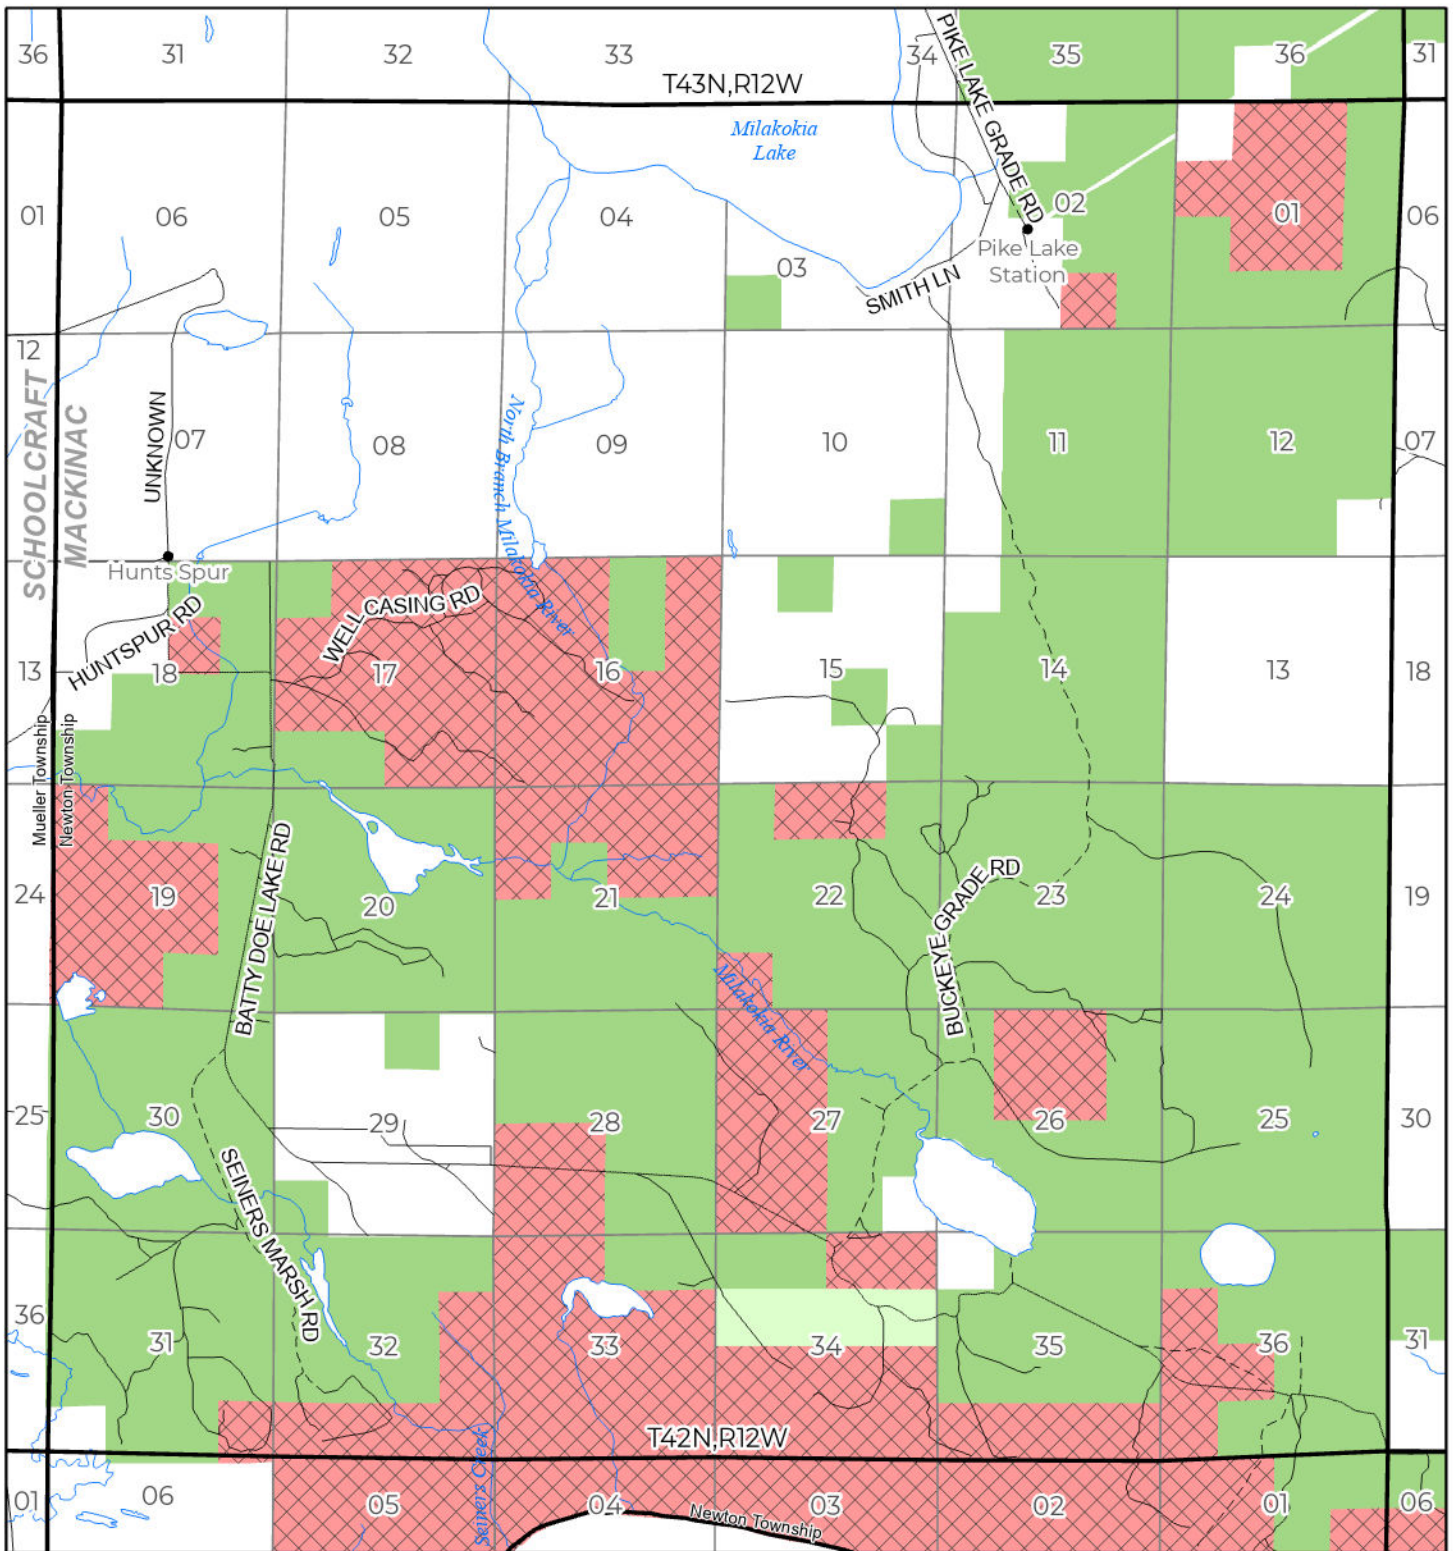 36
31
32
33
34
35
36
31
PIKE LAKE GRADE RD
T43N,R12W
Milakokia
Lake
01
06
05
04
03
02
01
06
Pike Lake
Station
SMITH LN
12
SCHOOLCRAFT
MACKINAC
UNKNOWN
07
08
North Branch Milakokia River
09
10
11
12
07
Hunts Spur
HUNTSPUR RD
WELL CASING RD
13
18
17
16
15
14
13
18
Mueller Township
Newton Township
24
19
BATTY DOE LAKE RD
20
21
22
BUCKEYE GRADE RD
23
24
19
Milakokia River
25
30
29
28
27
26
25
30
SEINERS MARSH RD
36
31
32
33
34
35
36
31
T42N,R12W
Seiners Creek
01
06
05
04
Newton Township
03
02
01
06